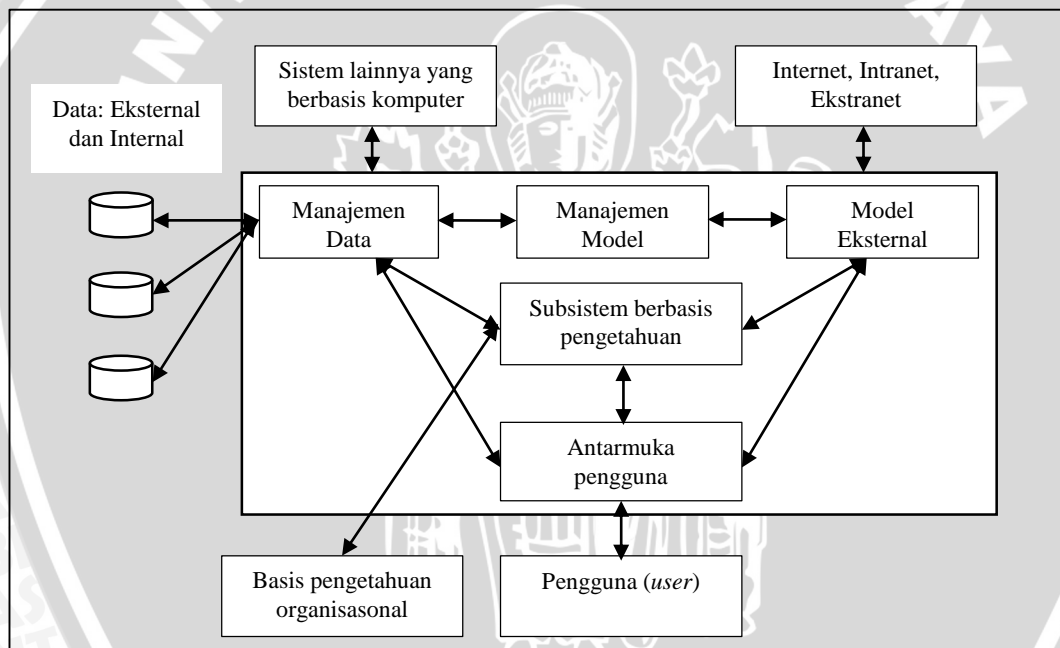 Sistem lainnya yang
berbasis komputer
Internet, Intranet,
Ekstranet
Data: Eksternal
dan Internal
Manajemen
Data
Manajemen
Model
Model
Eksternal
Subsistem berbasis
pengetahuan
Antarmuka
pengguna
Basis pengetahuan
organisasonal
Pengguna (user)